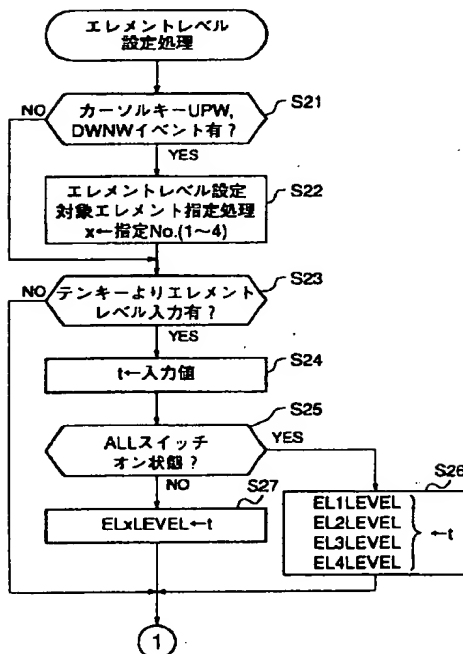 エレメントレベル
設定処理
S21
NO
カーソルキーUPW,
DWNWイベント有?
YES
S22
エレメントレベル設定
対象エレメント指定処理
x←指定No.(1~4)
S23
NO
テンキーよりエレメント
レベル入力有?
YES
S24
t←入力値
S25
ALLスイッチ
オン状態?
YES
NO
S27
ELxLEVEL←t
S26
EL1LEVEL
EL2LEVEL
EL3LEVEL
EL4LEVEL
←t
1